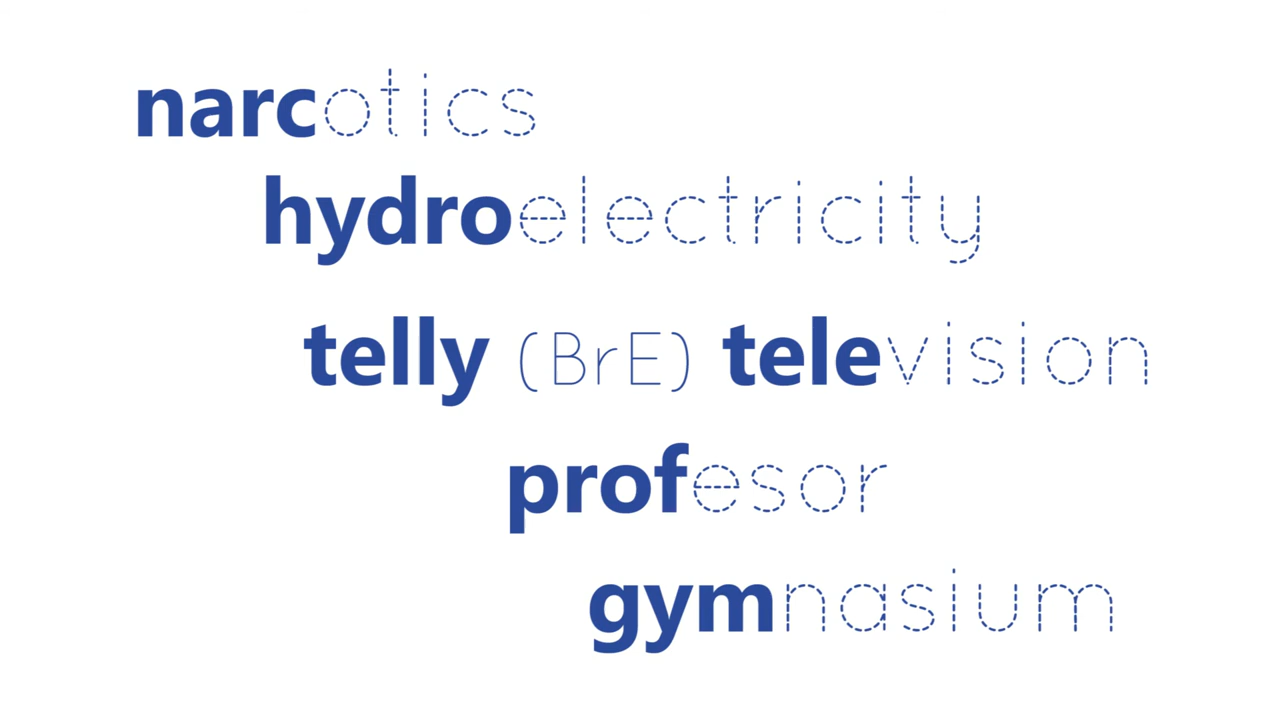 narcotics
hydroelectricity
telly (BrE) television
profesor
gymnasium